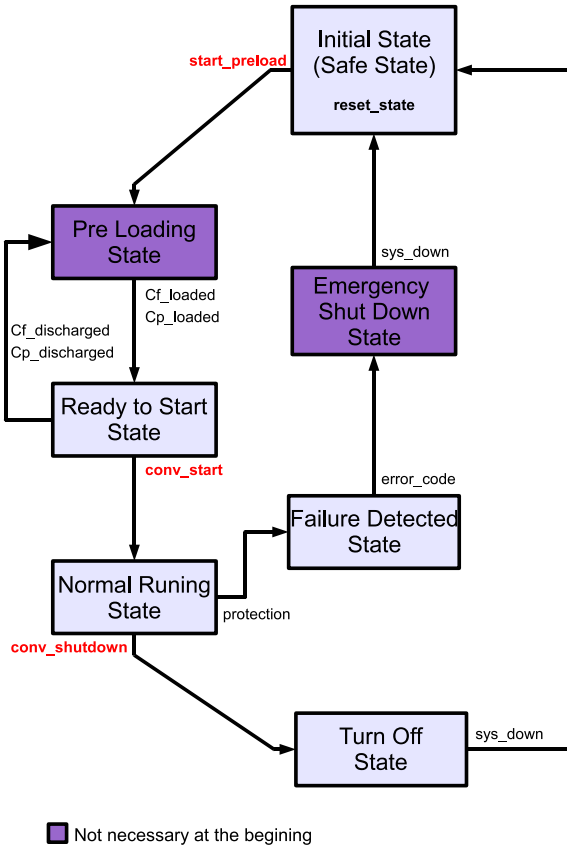 Initial State
(Safe State)
reset_state
start_preload
Pre Loading
State
Cf_loaded
Cp_loaded
Cf_discharged
Cp_discharged
sys_down
Emergency
Shut Down
State
Ready to Start
State
conv_start
error_code
Failure Detected
State
Normal Runing
State
protection
conv_shutdown
Turn Off
State
sys_down
Not necessary at the begining